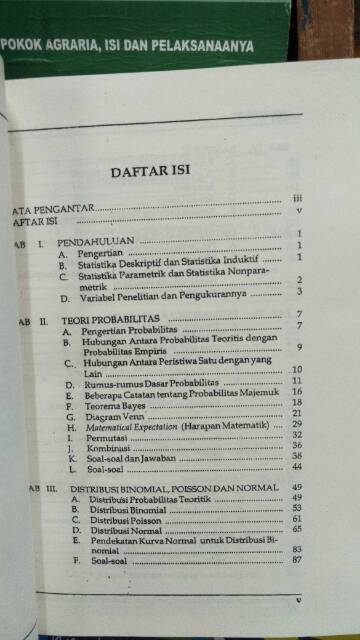 POKOK AGRARIA, ISI DAN PELAKSANAANYA
DAFTAR ISI
ATA PENGANTAR iii
AFTAR ISI v
AB I. PENDAHULUAN 1
A. Pengertian 1
B. Statistika Deskriptif dan Statistika Induktif 1
C. Statistika Parametrik dan Statistika Nonpara-
metrik 2
D. Variabel Penelitian dan Pengukurannya 3
AB II. TEORI PROBABILITAS 7
A. Pengertian Probabilitas 7
B. Hubungan Antara Probabilitas Teoritis dengan
Probabilitas Empiris 9
C. Hubungan Antara Peristiwa Satu dengan yang
Lain 10
D. Rumus-rumus Dasar Probabilitas 11
E. Beberapa Catatan tentang Probabilitas Majemuk 16
F. Teorema Bayes 18
G. Diagram Venn 21
H. Matematical Expectation (Harapan Matematik) 29
I. Permutasi 32
J. Kombinasi 36
K. Soal-soal dan Jawaban 38
L. Soal-soal 44
AB III. DISTRIBUSI BINOMIAL, POISSON DAN NORMAL 49
A. Distribusi Probabilitas Teoritik 49
B. Distribusi Binomial 53
C. Distribusi Poisson 61
D. Distribusi Normal 65
E. Pendekatan Kurva Normal untuk Distribusi Bi-
nomial 83
F. Soal-soal 87
v